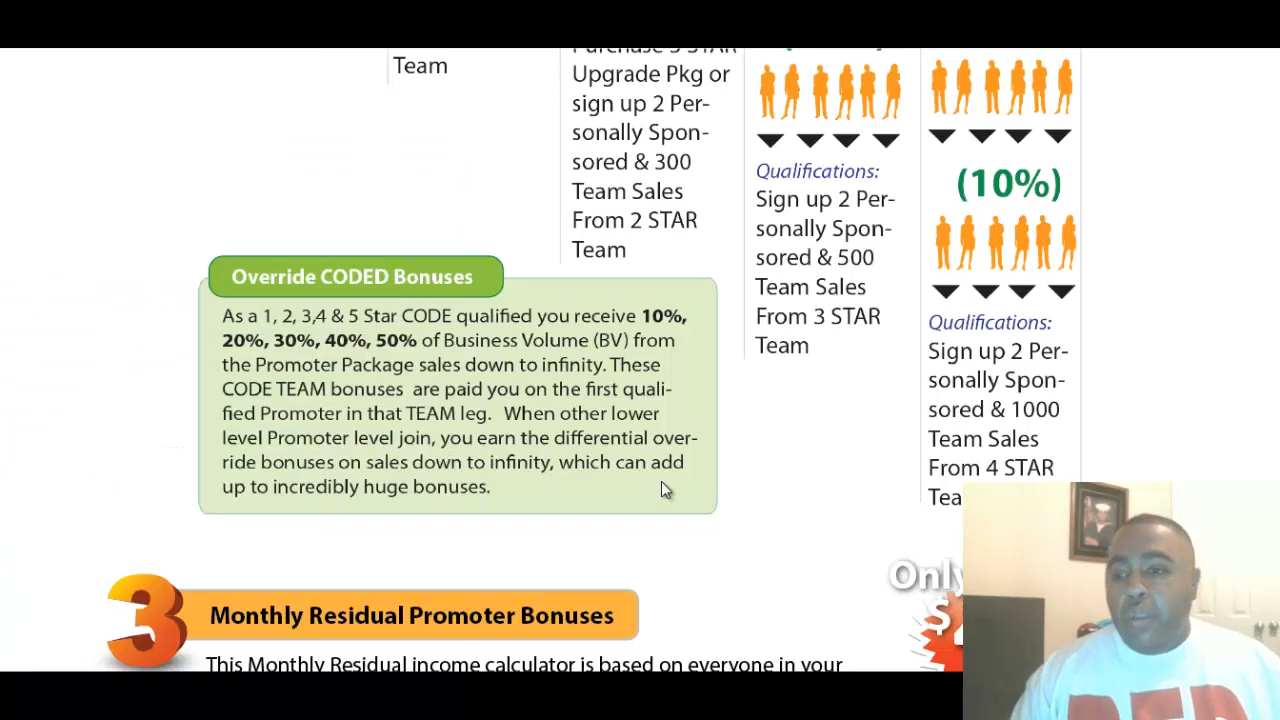 Team
Purchase 3 STAR
Upgrade Pkg or
sign up 2 Per-
sonally Spon-
sored & 300
Team Sales
From 2 STAR
Team
Qualifications:
Sign up 2 Per-
sonally Spon-
sored & 500
Team Sales
From 3 STAR
Team
(10%)
Qualifications:
Sign up 2 Per-
sonally Spon-
sored & 1000
Team Sales
From 4 STAR
Override CODED Bonuses
As a 1, 2, 3,4 & 5 Star CODE qualified you receive 10%,
20%, 30%, 40%, 50% of Business Volume (BV) from
the Promoter Package sales down to infinity. These
CODE TEAM bonuses are paid you on the first quali-
fied Promoter in that TEAM leg. When other lower
level Promoter level join, you earn the differential over-
ride bonuses on sales down to infinity, which can add
up to incredibly huge bonuses.
3
Monthly Residual Promoter Bonuses
Only
$
This Monthly Residual income calculator is based on everyone in your